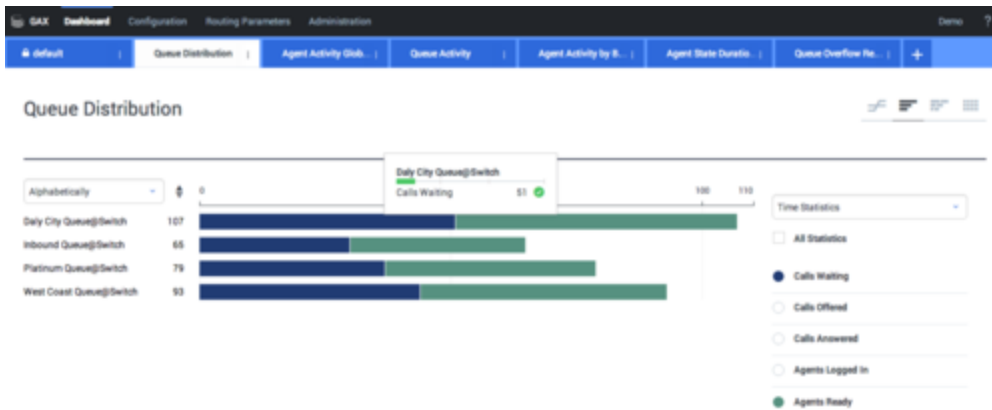 GAX Dashboard Configuration Routing Parameters Administration Demo ?
default Queue Distribution Agent Activity Glob... Queue Activity Agent Activity by B... Agent State Duratio... Queue Overflow Re... +
Queue Distribution
Daly City Queue@Switch
Calls Waiting 51
Alphabetically 0 100 110
Time Statistics
Daly City Queue@Switch 107
All Statistics
Inbound Queue@Switch 65
Platinum Queue@Switch 79
Calls Waiting
West Coast Queue@Switch 93
Calls Offered
Calls Answered
Agents Logged In
Agents Ready